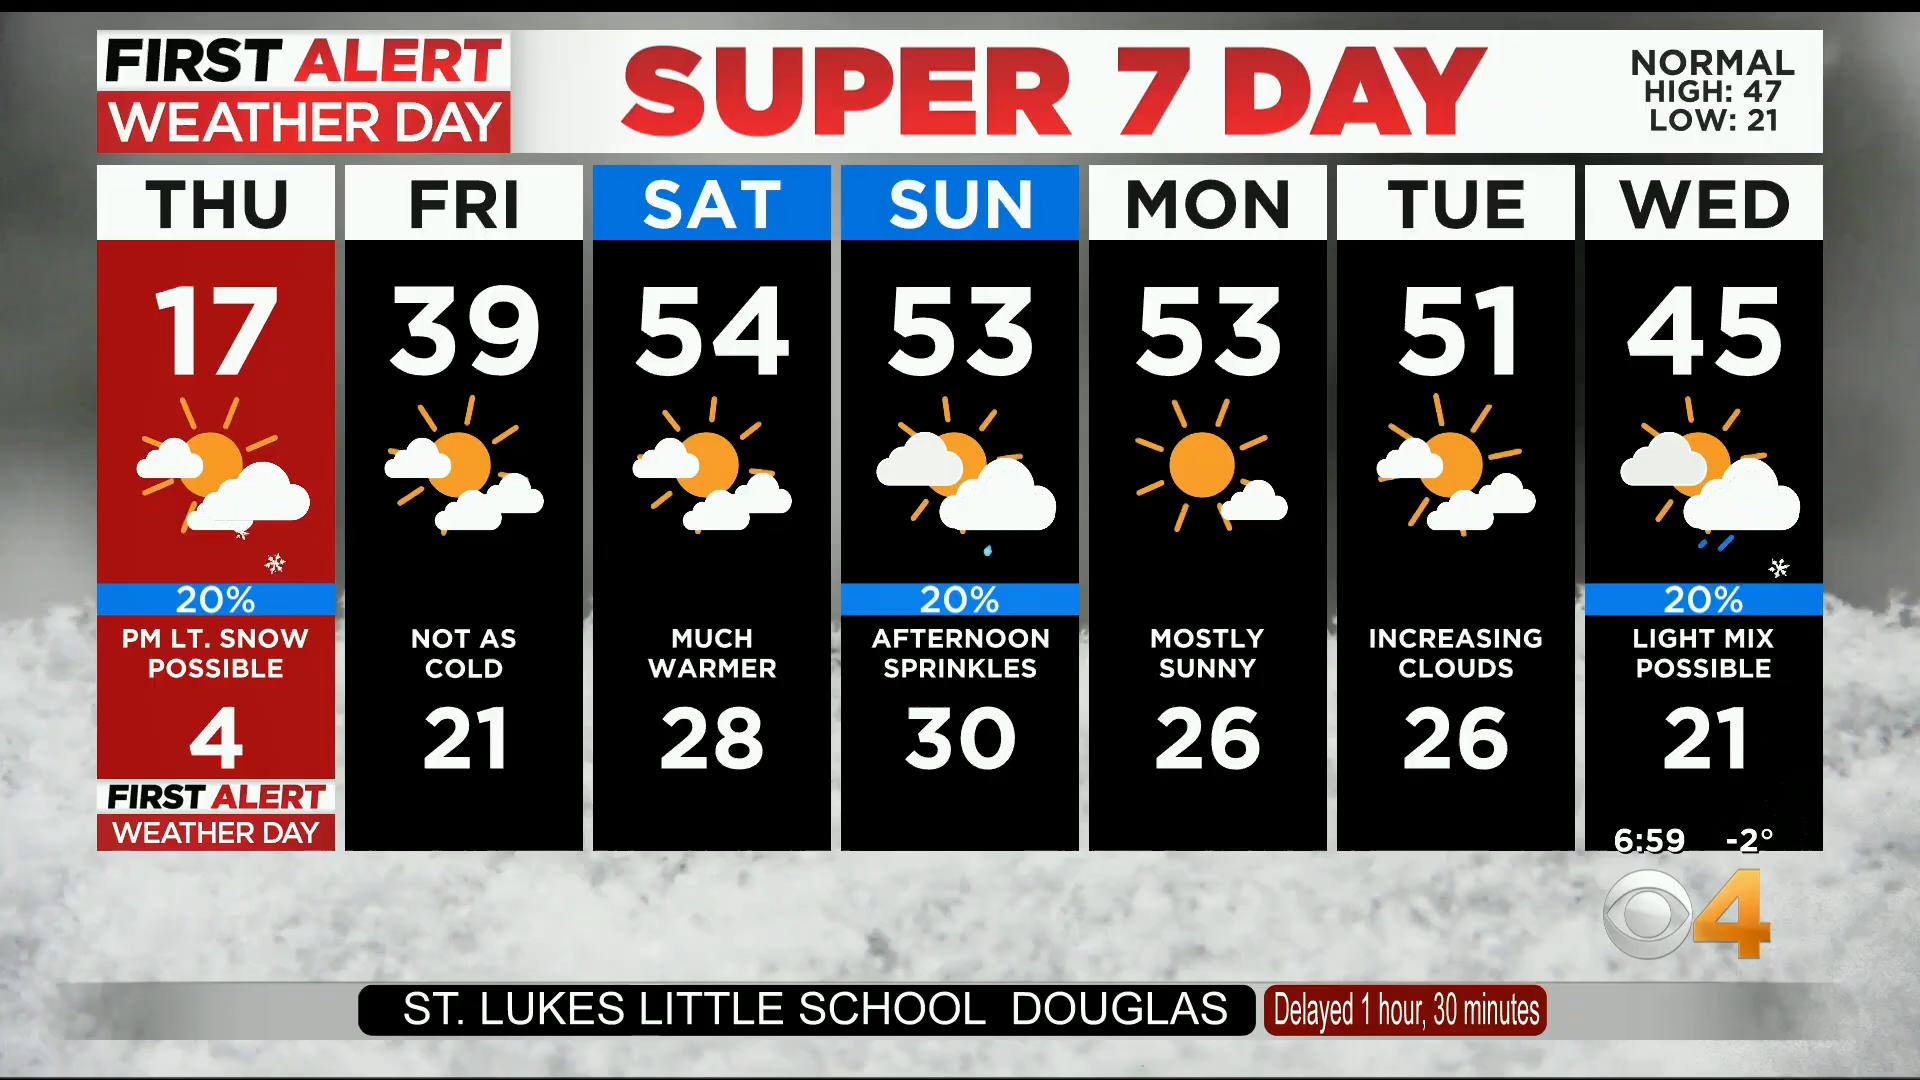 FIRST ALERT
WEATHER DAY
SUPER 7 DAY
NORMAL
HIGH: 47
LOW: 21
THU
17
20%
PM LT. SNOW
POSSIBLE
4
FIRST ALERT
WEATHER DAY
FRI
39
NOT AS
COLD
21
SAT
54
MUCH
WARMER
28
SUN
53
20%
AFTERNOON
SPRINKLES
30
MON
53
MOSTLY
SUNNY
26
TUE
51
INCREASING
CLOUDS
26
WED
45
20%
LIGHT MIX
POSSIBLE
21
6:59 -2°
4
ST. LUKES LITTLE SCHOOL DOUGLAS Delayed 1 hour, 30 minutes